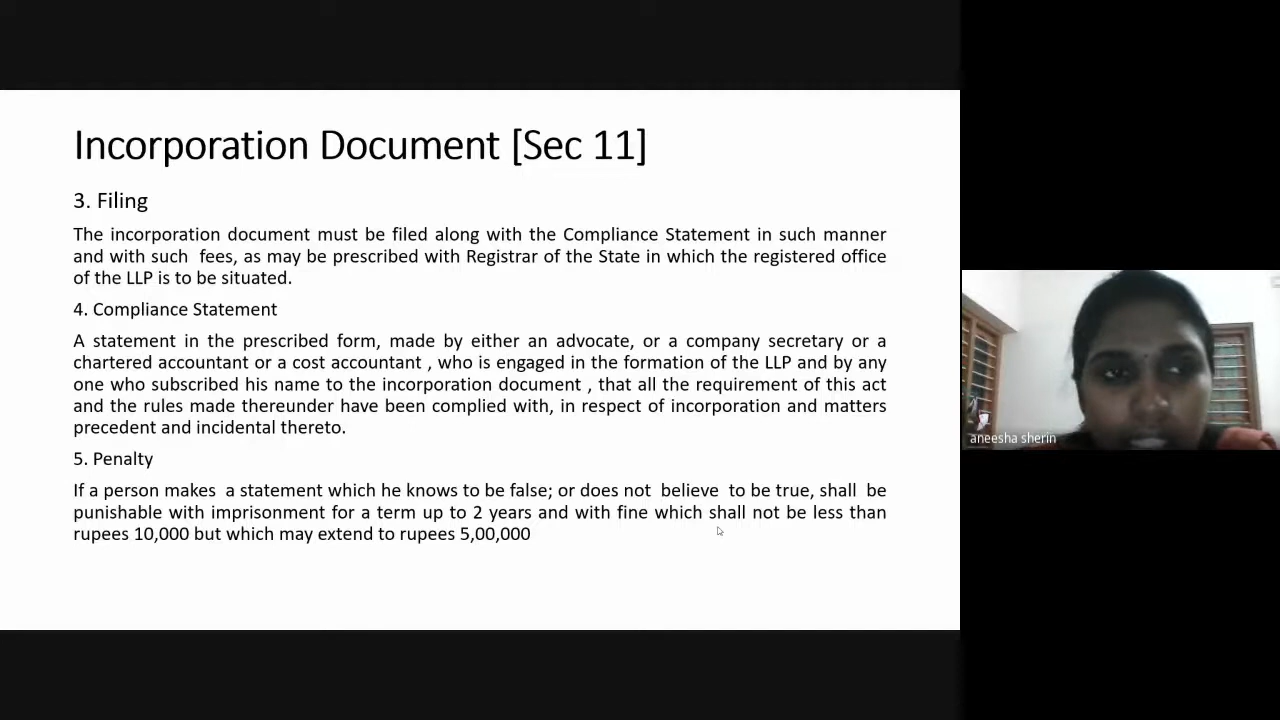 Incorporation Document [Sec 11]
3. Filing
The incorporation document must be filed along with the Compliance Statement in such manner
and with such fees, as may be prescribed with Registrar of the State in which the registered office
of the LLP is to be situated.
4. Compliance Statement
A statement in the prescribed form, made by either an advocate, or a company secretary or a
chartered accountant or a cost accountant , who is engaged in the formation of the LLP and by any
one who subscribed his name to the incorporation document , that all the requirement of this act
and the rules made thereunder have been complied with, in respect of incorporation and matters
precedent and incidental thereto.
5. Penalty
If a person makes a statement which he knows to be false; or does not believe to be true, shall be
punishable with imprisonment for a term up to 2 years and with fine which shall not be less than
rupees 10,000 but which may extend to rupees 5,00,000
aneesha sherin